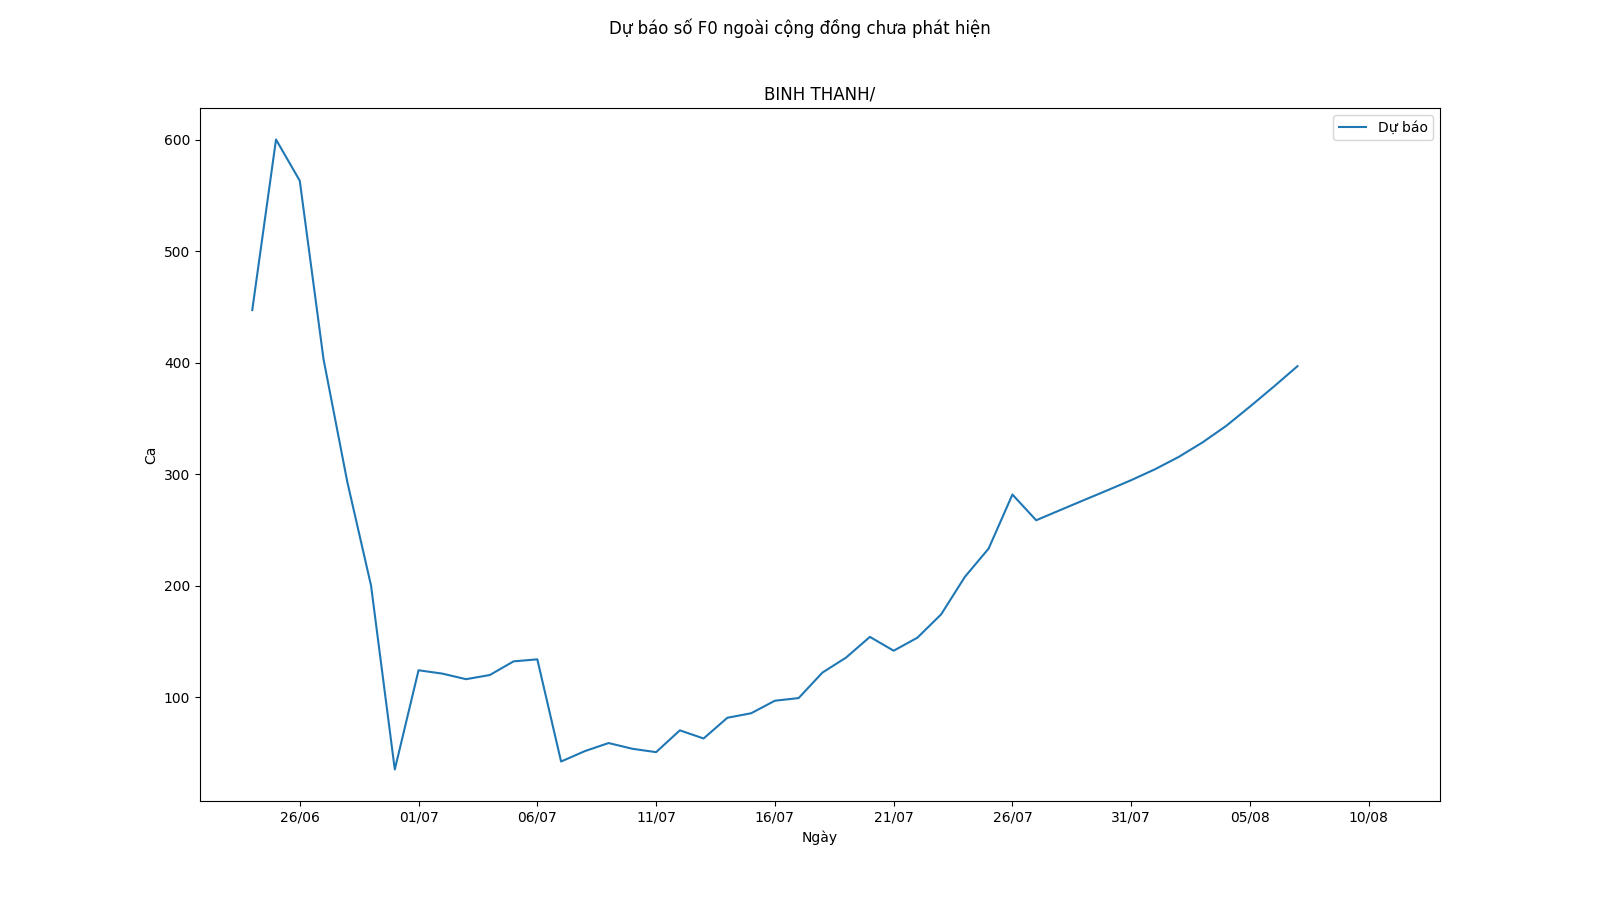 Dự báo số F0 ngoài cộng đồng chưa phát hiện
BINH THANH/
Dự báo
600
500
400
300
200
100
Ca
26/06 01/07 06/07 11/07 16/07 21/07 26/07 31/07 05/08 10/08
Ngày